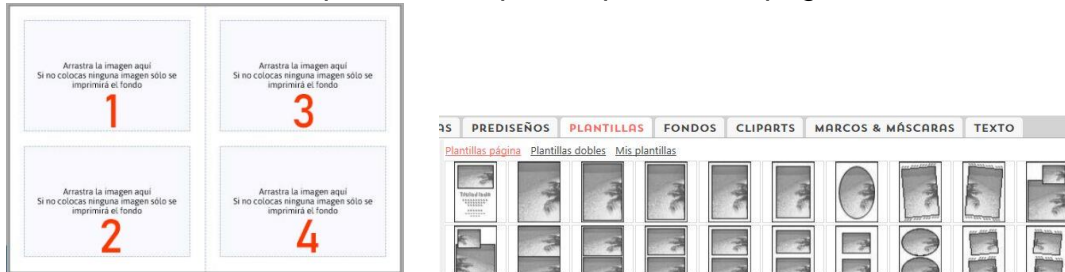 Arrastra la imagen aquí
Si no colocas ninguna imagen sólo se
imprimirá el fondo
1
Arrastra la imagen aquí
Si no colocas ninguna imagen sólo se
imprimirá el fondo
3
Arrastra la imagen aquí
Si no colocas ninguna imagen sólo se
imprimirá el fondo
2
Arrastra la imagen aquí
Si no colocas ninguna imagen sólo se
imprimirá el fondo
4
AS PREDISEÑOS PLANTILLAS FONDOS CLIPARTS MARCOS & MÁSCARAS TEXTO
Plantillas página Plantillas dobles Mis plantillas